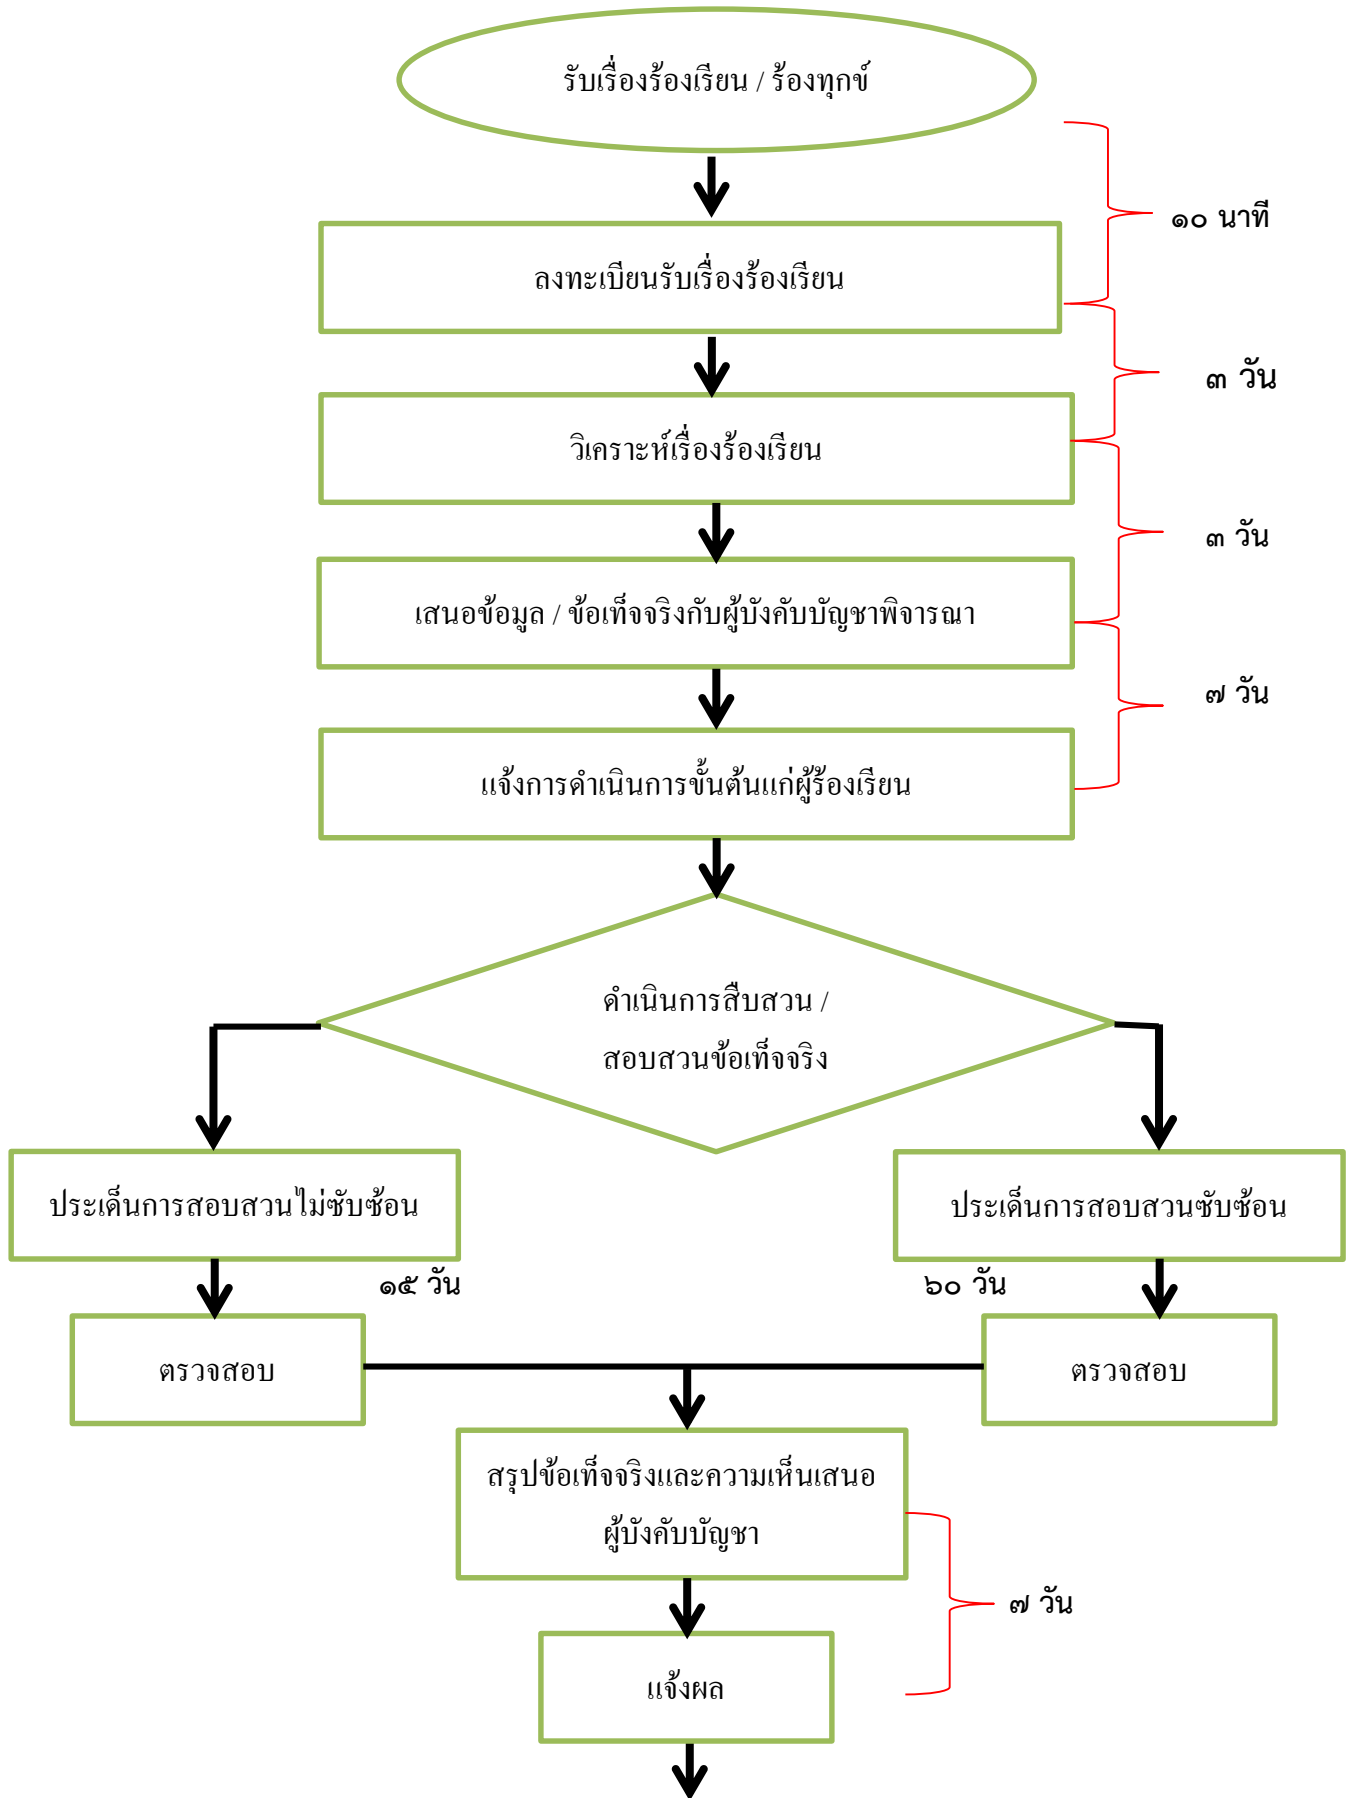 รับเรื่องร้องเรียน / ร้องทุกข์
๑๐ นาที
ลงทะเบียนรับเรื่องร้องเรียน
๓ วัน
วิเคราะห์เรื่องร้องเรียน
๓ วัน
เสนอข้อมูล / ข้อเท็จจริงกับผู้บังคับบัญชาพิจารณา
๗ วัน
แจ้งการดำเนินการขั้นต้นแก่ผู้ร้องเรียน
ดำเนินการสืบสวน /
สอบสวนข้อเท็จจริง
ประเด็นการสอบสวนไม่ซับซ้อน
ประเด็นการสอบสวนซับซ้อน
๑๕ วัน
๖๐ วัน
ตรวจสอบ
ตรวจสอบ
สรุปข้อเท็จจริงและความเห็นเสนอ
ผู้บังคับบัญชา
๗ วัน
แจ้งผล